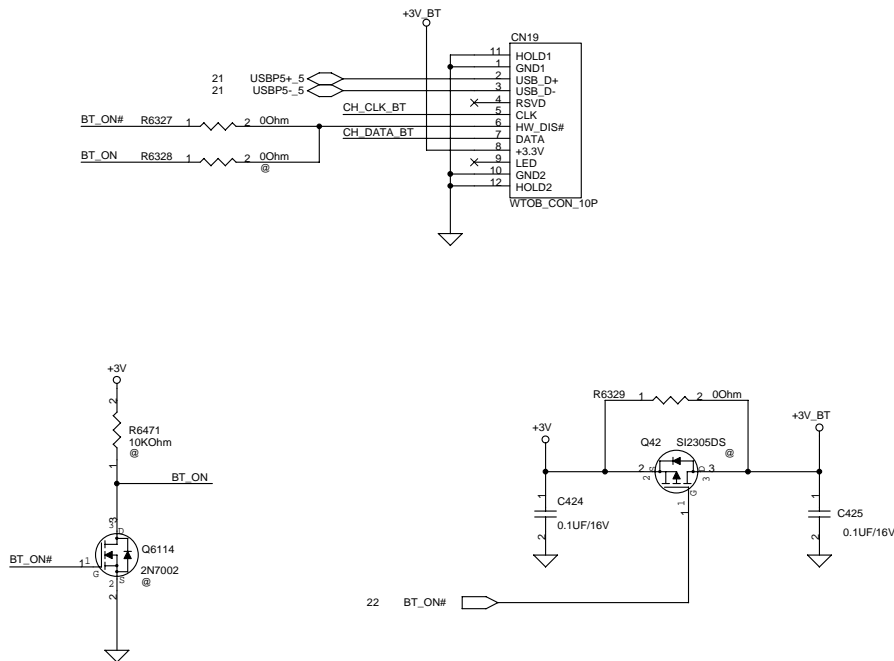 +3V_BT
CN19
11 HOLD1
1 GND1
21 USBP5+_5 2 USB_D+
21 USBP5-_5 3 USB_D-
4 RSVD
CH_CLK_BT 5 CLK
BT_ON# R6327 1 2 0Ohm 6 HW_DIS#
CH_DATA_BT 7 DATA
8 +3.3V
BT_ON R6328 1 2 0Ohm 9 LED
@
10 GND2
12 HOLD2
WTOB_CON_10P
+3V
2
R6471
10KOhm
@
1
BT_ON
3
3
D
BT_ON# 1 1 G
Q6114
2N7002
@
2 S
2
R6329 1 2 0Ohm
+3V
+3V_BT
Q42 SI2305DS
@
2 S D 3
2 3
G
1
1
1
C424
0.1UF/16V
2
1
C425
0.1UF/16V
2
22 BT_ON#